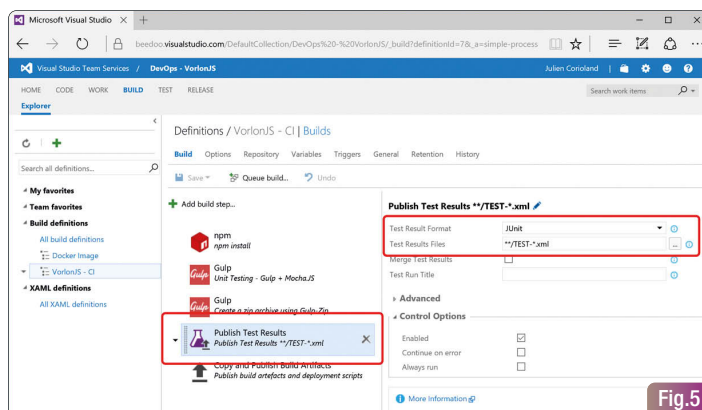 Microsoft Visual Studio
beedoo.visualstudio.com/DefaultCollection/DevOps%20-%20VorlonJS/_build?definitionId=7&_a=simple-process
Visual Studio Team Services / DevOps - VorlonJS
Julien Corioland
HOME CODE WORK BUILD TEST RELEASE
Search work items
Explorer
Search all definitions...
My favorites
Team favorites
Build definitions
All build definitions
Docker Image
VorlonJS - CI
XAML definitions
All XAML definitions
Definitions / VorlonJS - CI | Builds
Build Options Repository Variables Triggers General Retention History
Save Queue build... Undo
Add build step...
npm
npm install
Gulp
Gulp
Unit Testing - Gulp + MochaJS
Gulp
Gulp
Create a zip archive using Gulp-Zip
Publish Test Results
Publish Test Results **/TEST-*.xml
Copy and Publish Build Artifacts
Publish build artefacts and deployment scripts
Publish Test Results **/TEST-*.xml
Test Result Format JUnit
Test Results Files **/TEST-*.xml ...
Merge Test Results
Test Run Title
Advanced
Control Options
Enabled
Continue on error
Always run
More Information
Fig.5